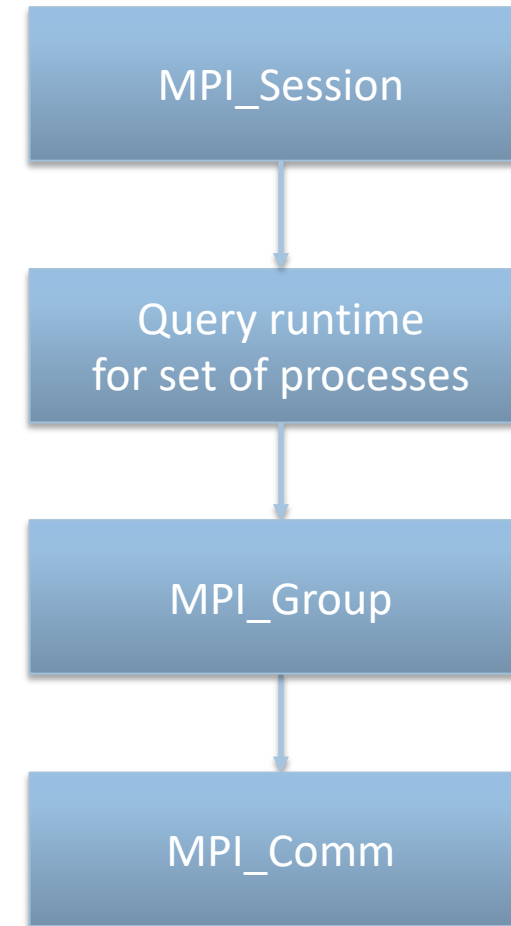 MPI_Session
Query runtime
for set of processes
MPI_Group
MPI_Comm